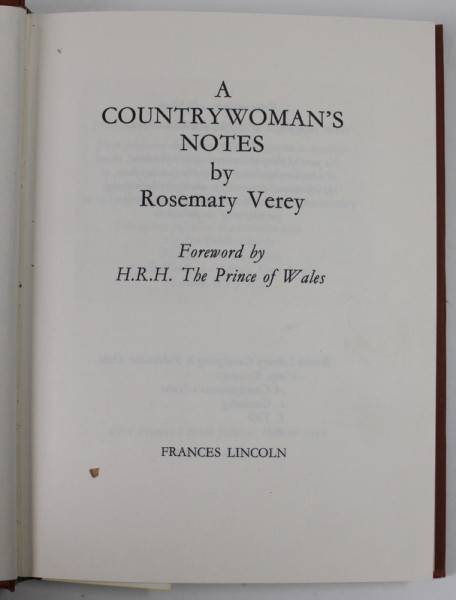 A
COUNTRYWOMAN'S
NOTES
by
Rosemary Verey
Foreword by
H.R.H. The Prince of Wales
FRANCES LINCOLN